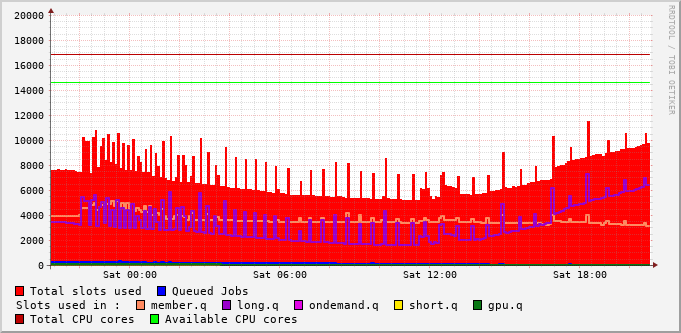 RRDTOOL / TOBI OETIKER
20000
18000
16000
14000
12000
10000
8000
6000
4000
2000
0
Sat 00:00 Sat 06:00 Sat 12:00 Sat 18:00
Total slots used Queued Jobs
Slots used in : member.q long.q ondemand.q short.q gpu.q
Total CPU cores Available CPU cores